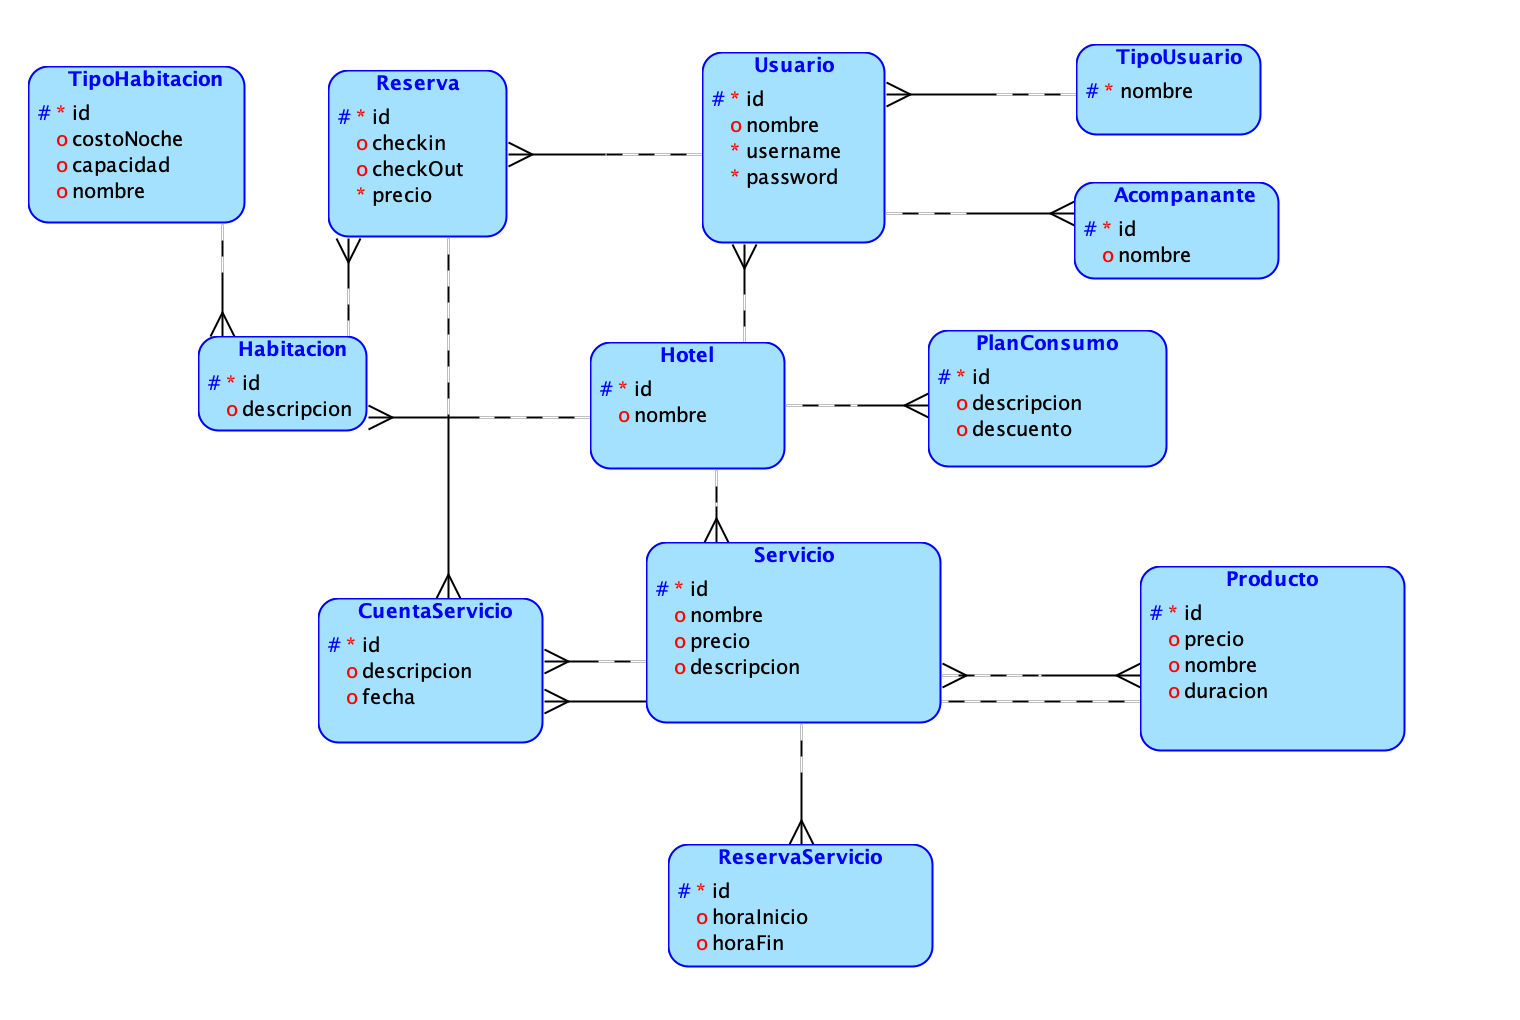 TipoHabitacion
# * id
o costoNoche
o capacidad
o nombre
Reserva
# * id
o checkin
o checkOut
* precio
Usuario
# * id
o nombre
* username
* password
TipoUsuario
# * nombre
Acompanante
# * id
o nombre
Habitacion
# * id
o descripcion
Hotel
# * id
o nombre
PlanConsumo
# * id
o descripcion
o descuento
CuentaServicio
# * id
o descripcion
o fecha
Servicio
# * id
o nombre
o precio
o descripcion
Producto
# * id
o precio
o nombre
o duracion
ReservaServicio
# * id
o horaInicio
o horaFin